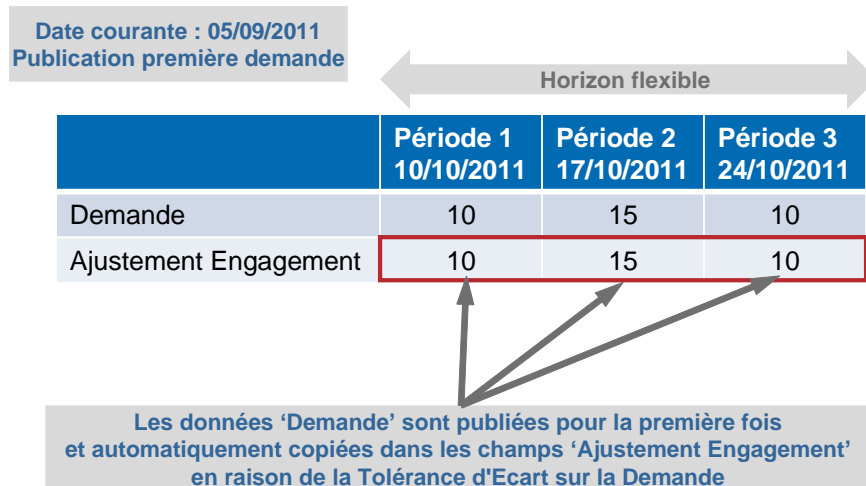 Date courante : 05/09/2011
Publication première demande
Horizon flexible
Période 1 Période 2 Période 3
10/10/2011 17/10/2011 24/10/2011
Demande 10 15 10
Ajustement Engagement 10 15 10
Les données ‘Demande’ sont publiées pour la première fois
et automatiquement copiées dans les champs ‘Ajustement Engagement’
en raison de la Tolérance d'Ecart sur la Demande